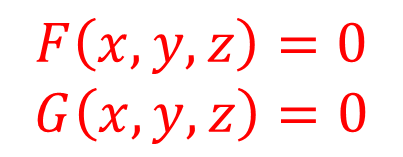 F(x, y, z) = 0
G(x, y, z) = 0